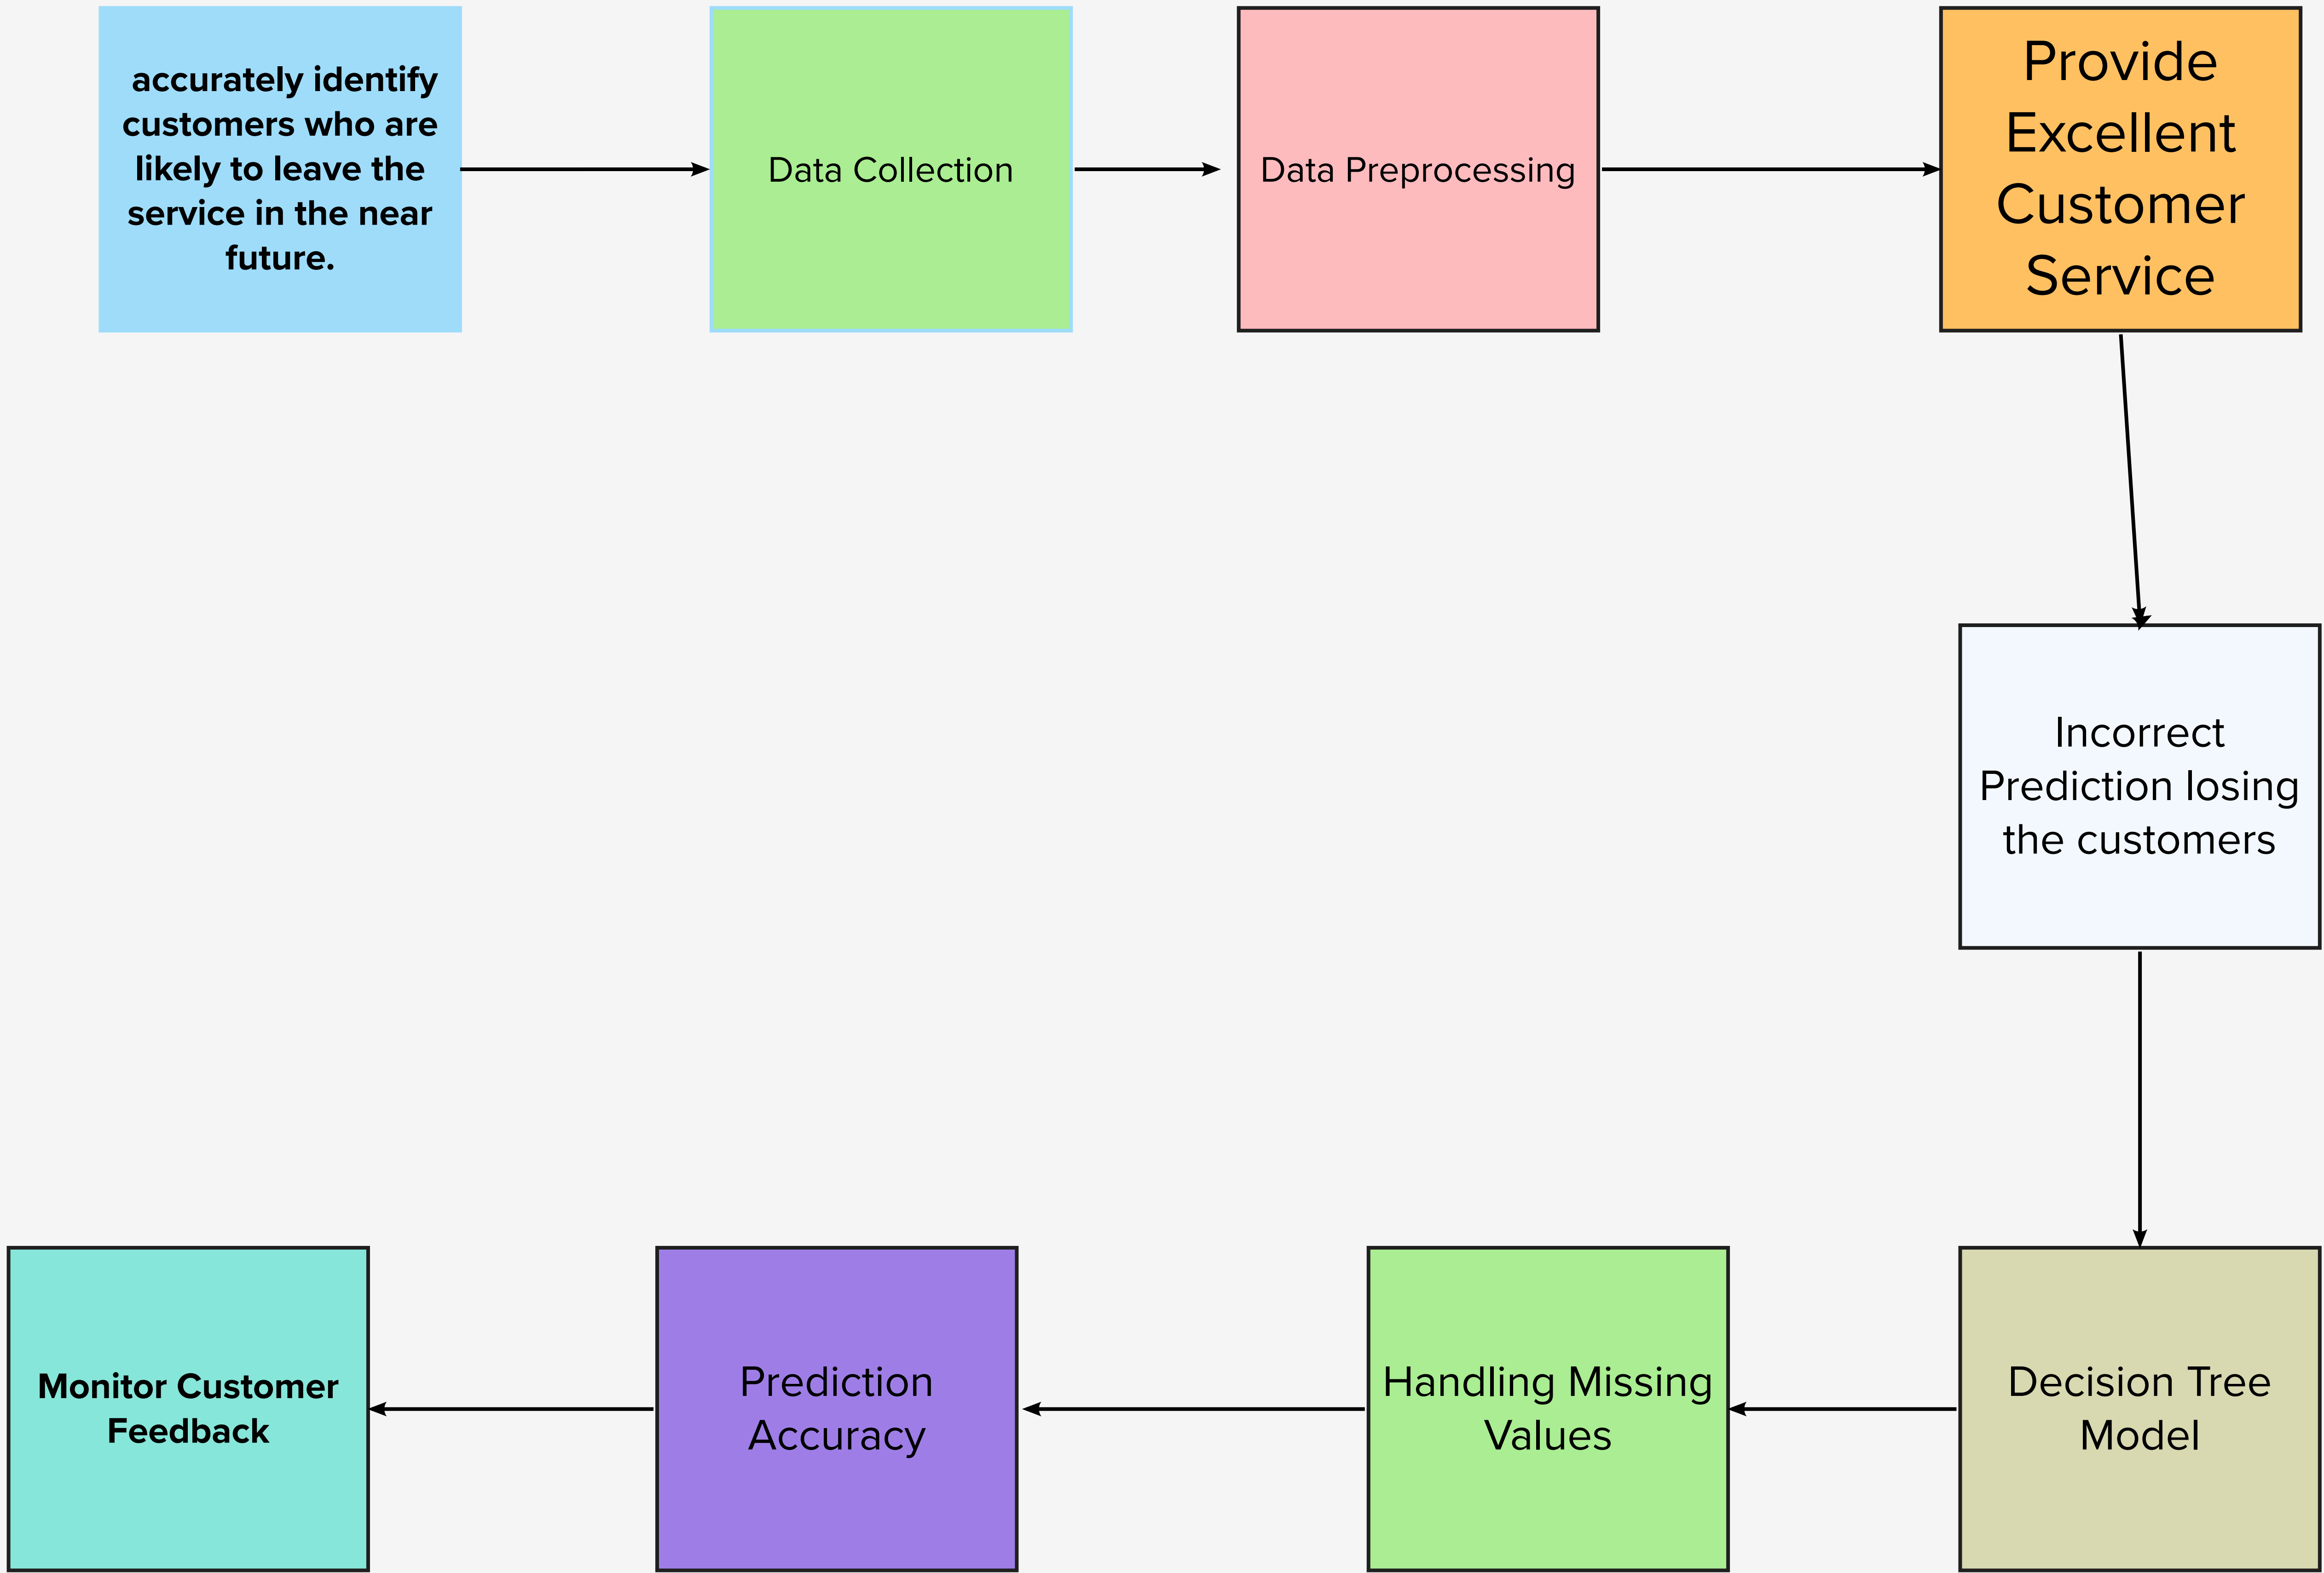 accurately identify
customers who are
likely to leave the
service in the near
future.
Data Collection
Data Preprocessing
Provide
Excellent
Customer
Service
Incorrect
Prediction losing
the customers
Decision Tree
Model
Handling Missing
Values
Prediction
Accuracy
Monitor Customer
Feedback